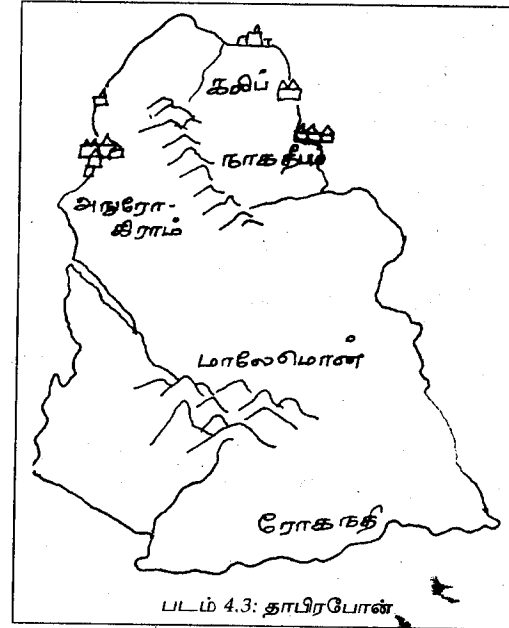 கலிப்
நாகதீபம்
அநுரோ-
கிராம்
மாலேமொன்
ரோகநதி
படம் 4.3: தாபிரபோன்